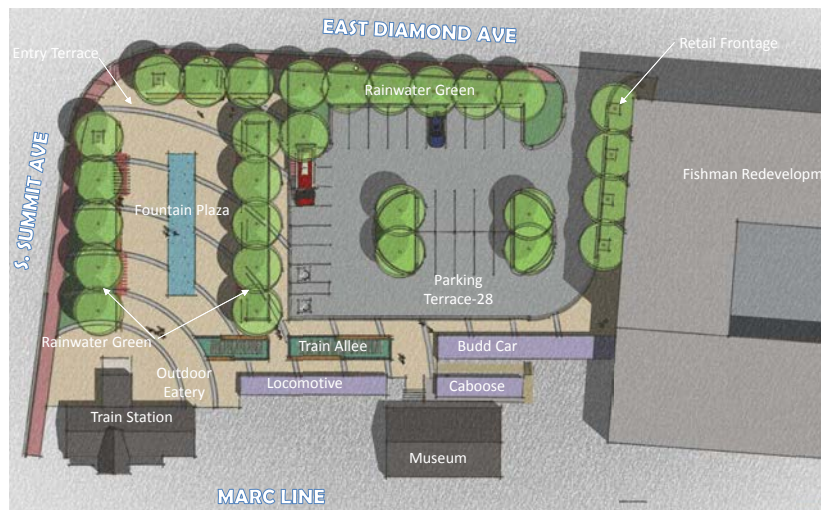 EAST DIAMOND AVE
Entry Terrace
Retail Frontage
Rainwater Green
S. SUMMIT AVE
Fishman Redevelopm
Fountain Plaza
Parking
Terrace-28
Rainwater Green
Train Allee
Budd Car
Outdoor
Eatery
Locomotive
Caboose
Train Station
Museum
MARC LINE